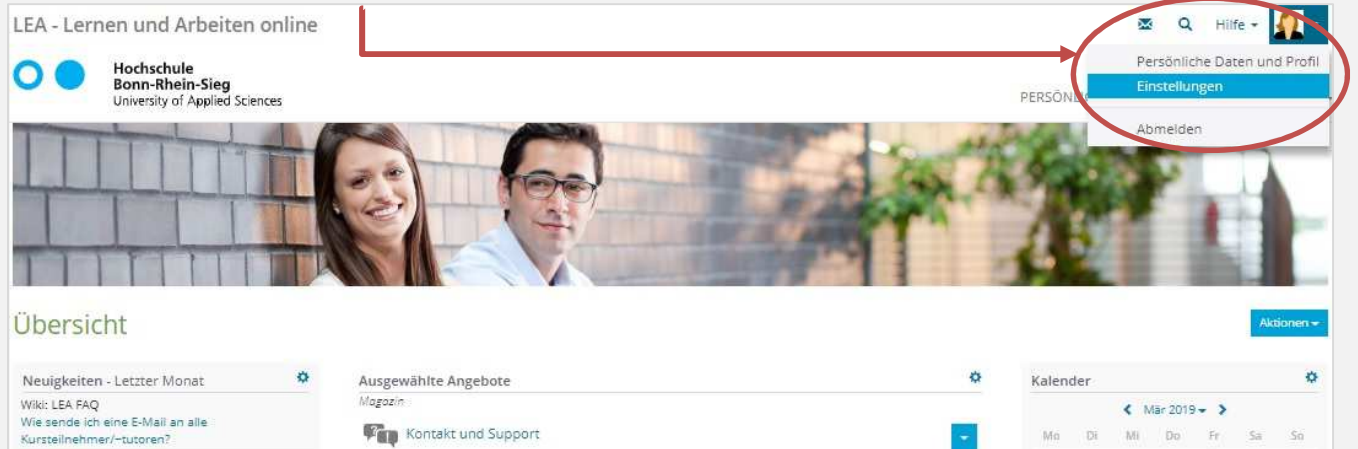 LEA - Lernen und Arbeiten online
Hilfe
Hochschule
Bonn-Rhein-Sieg
University of Applied Sciences
Persönliche Daten und Profil
Einstellungen
Abmelden
Übersicht
Aktionen
Neuigkeiten - Letzter Monat
Wiki: LEA FAQ
Wie sende ich eine E-Mail an alle
Kursteilnehmer/-tutoren?
Ausgewählte Angebote
Magazin
Kontakt und Support
Kalender
Mär 2019
Mo Di Mi Do Fr Sa So